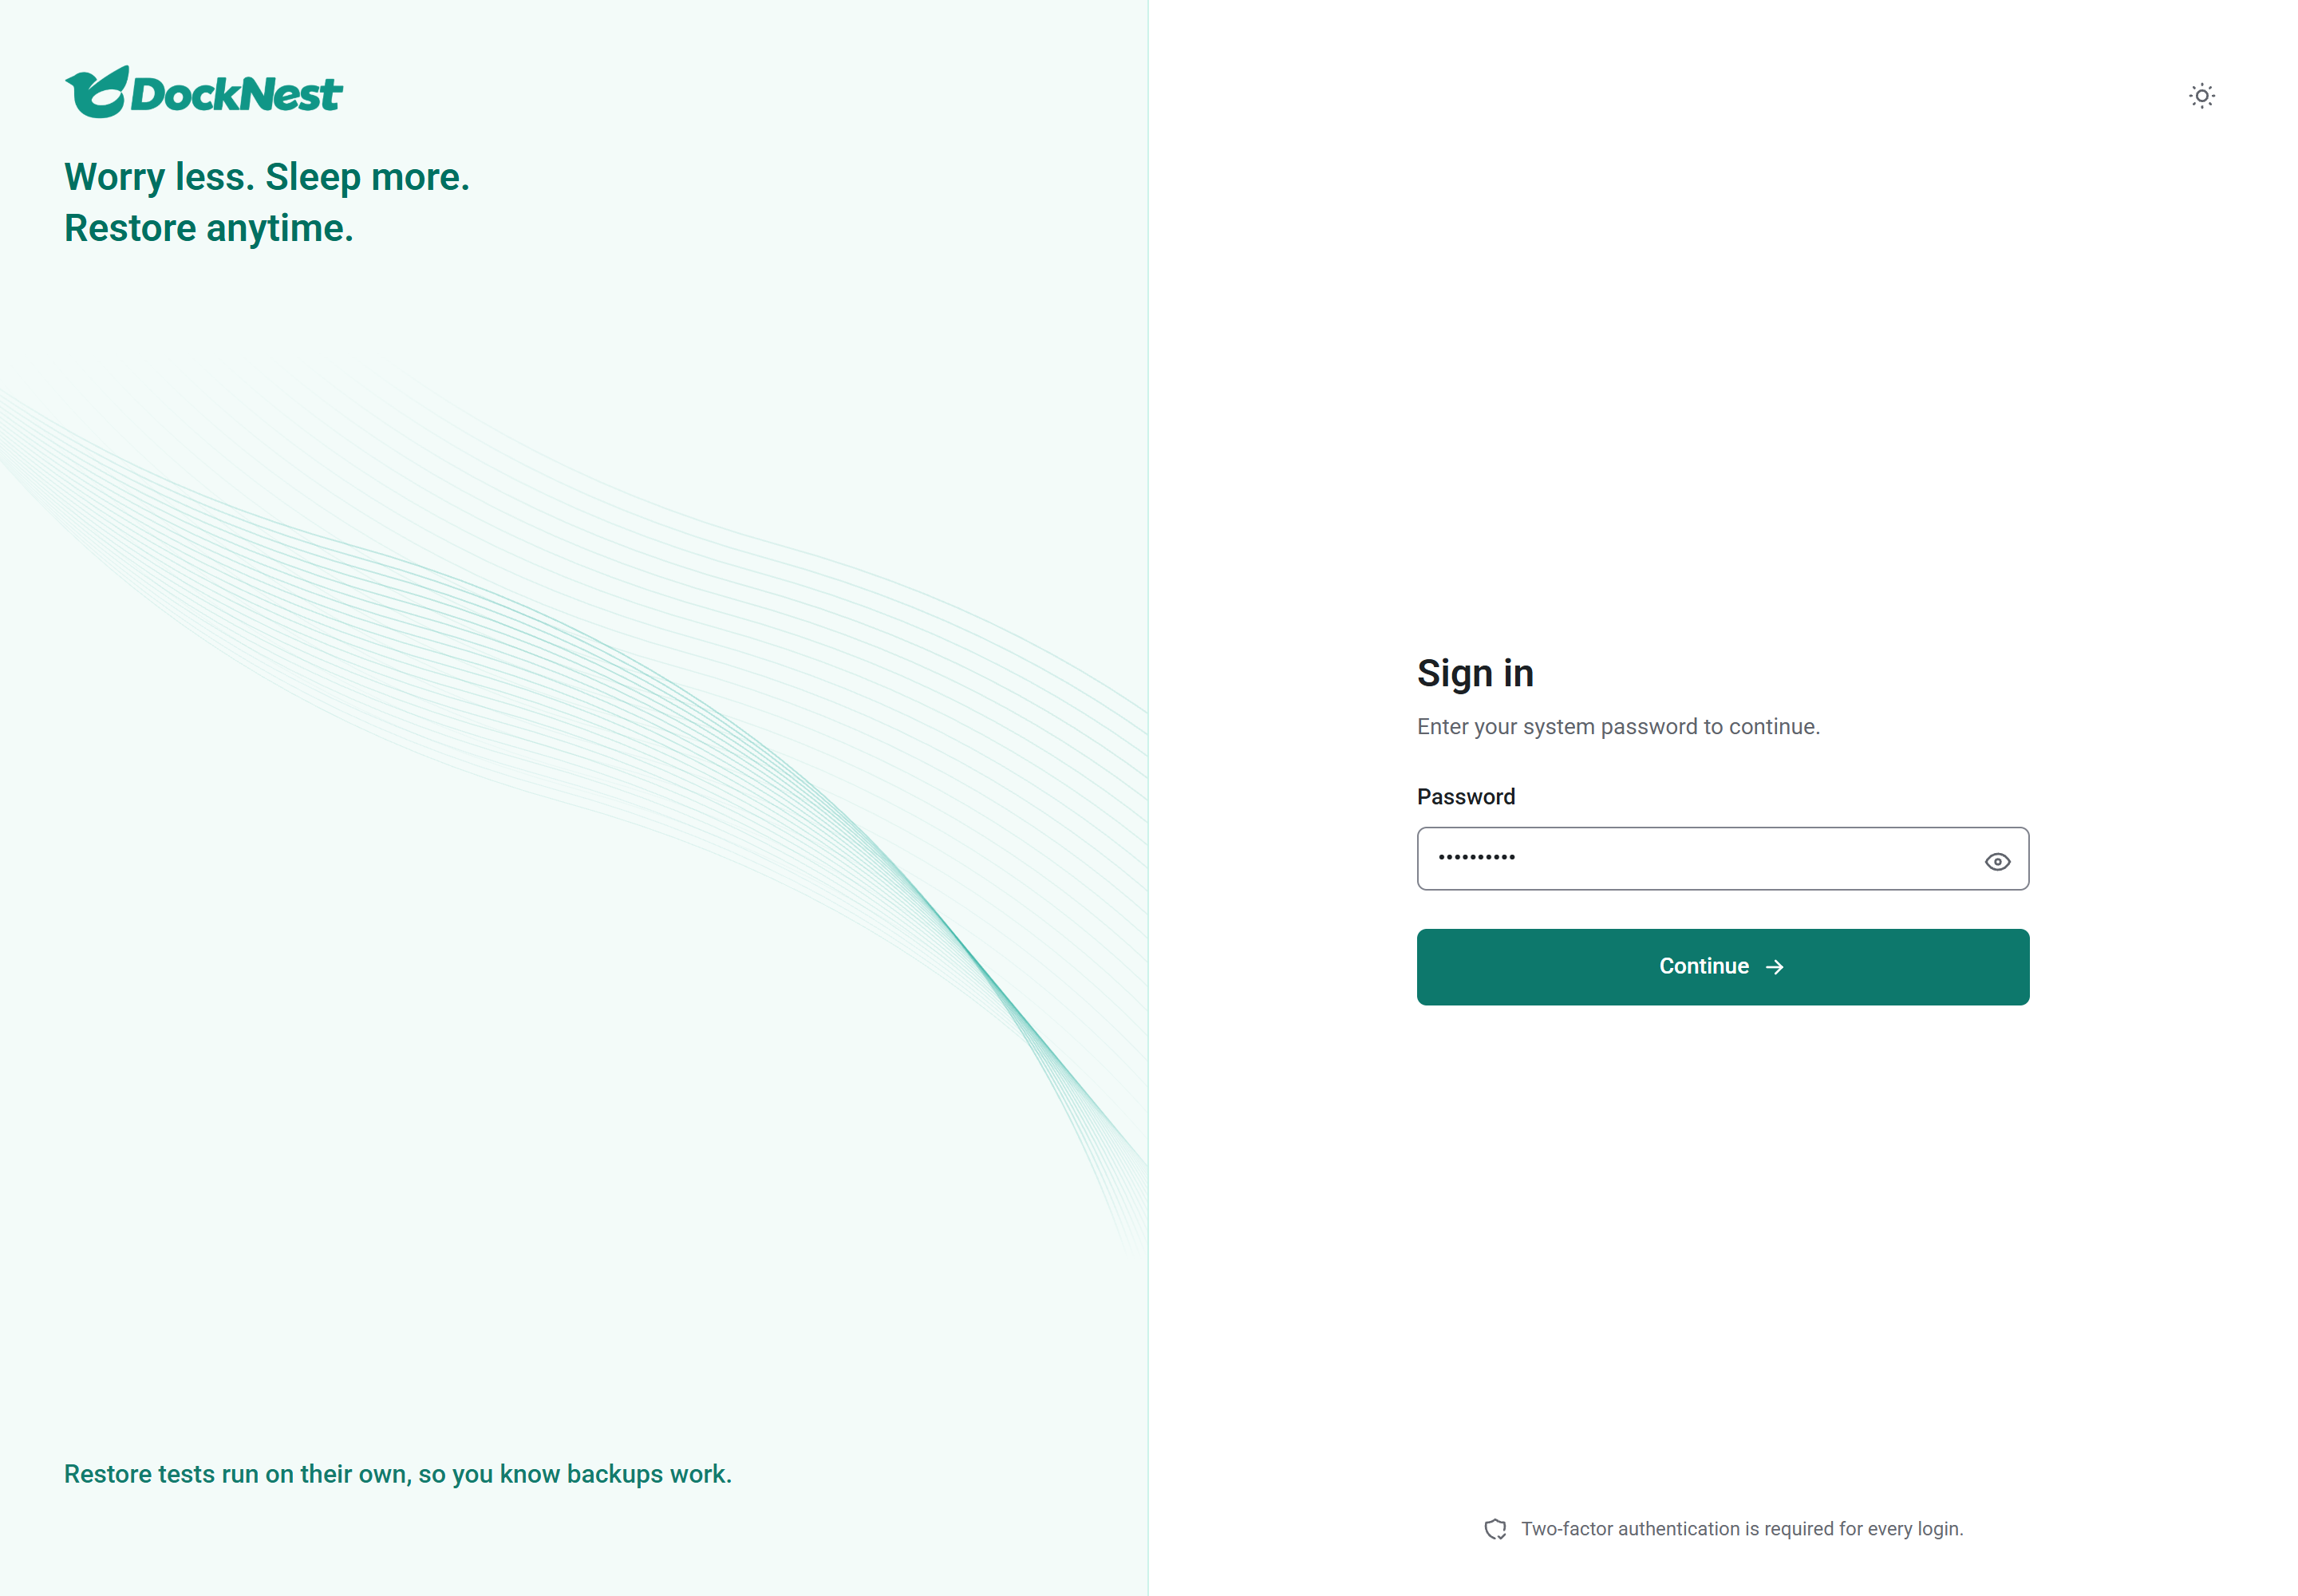 DockNest
Worry less. Sleep more.
Restore anytime.
Restore tests run on their own, so you know backups work.
Sign in
Enter your system password to continue.
Password
••••••••••
Continue →
Two-factor authentication is required for every login.